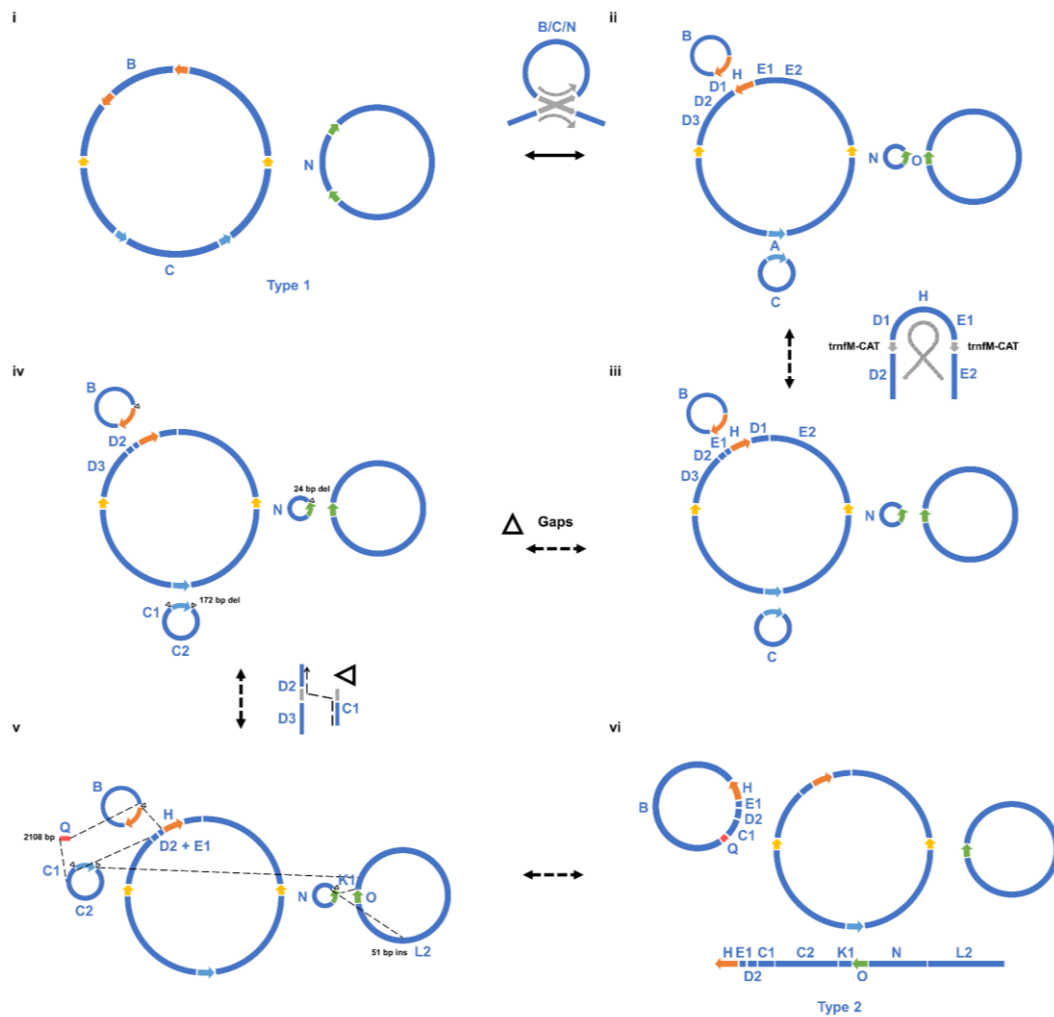 i
B
N
C
Type 1
B/C/N
ii
B
D1
H
E1
E2
D2
D3
N
O
A
C
H
D1
E1
trnfM-CAT
trnfM-CAT
D2
E2
iv
B
D2
D3
24 bp del
N
172 bp del
C1
C2
Gaps
iii
B
H
D1
E1
E2
D2
D3
N
C
D2
D3
C1
v
B
H
Q
2108 bp
D2 + E1
C1
C2
K1
N
O
51 bp ins
L2
vi
B
H
E1
D2
C1
Q
H
E1
C1
C2
K1
N
L2
D2
O
Type 2